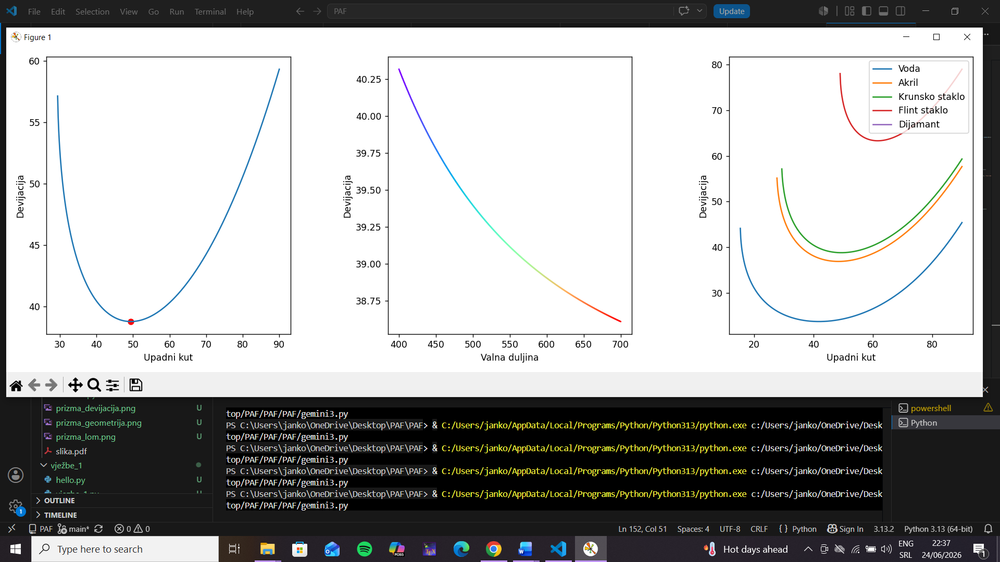 File Edit Selection View Go Run Terminal Help
PAF
Update
Figure 1
60
55
50
45
40
Devijacija
30 40 50 60 70 80 90
Upadni kut
40.25
40.00
39.75
39.50
39.25
39.00
38.75
Devijacija
400 450 500 550 600 650 700
Valna duljina
80
70
60
50
40
30
Devijacija
20 40 60 80
Upadni kut
Voda
Akril
Krunsko staklo
Flint staklo
Dijamant
prizma_devijacija.png U
prizma_geometrija.png U
prizma_lom.png U
slika.pdf
vježbe_1
hello.py U
OUTLINE
TIMELINE
top/PAF/PAF/PAF/gemini3.py
PS C:\Users\janko\OneDrive\Desktop\PAF\PAF> & C:/Users/janko/AppData/Local/Programs/Python/Python313/python.exe c:/Users/janko/OneDrive/Desk
top/PAF/PAF/PAF/gemini3.py
PS C:\Users\janko\OneDrive\Desktop\PAF\PAF> & C:/Users/janko/AppData/Local/Programs/Python/Python313/python.exe c:/Users/janko/OneDrive/Desk
top/PAF/PAF/PAF/gemini3.py
PS C:\Users\janko\OneDrive\Desktop\PAF\PAF> & C:/Users/janko/AppData/Local/Programs/Python/Python313/python.exe c:/Users/janko/OneDrive/Desk
top/PAF/PAF/PAF/gemini3.py
PS C:\Users\janko\OneDrive\Desktop\PAF\PAF> & C:/Users/janko/AppData/Local/Programs/Python/Python313/python.exe c:/Users/janko/OneDrive/Desk
top/PAF/PAF/PAF/gemini3.py
powershell
Python
1
PAF main* 0 0
Ln 152, Col 51 Spaces: 4 UTF-8 CRLF {} Python Sign In 3.13.2 Python 3.13 (64-bit)
Type here to search
M365
TEX
Hot days ahead
ENG
SRL
22:37
24/06/2026
1